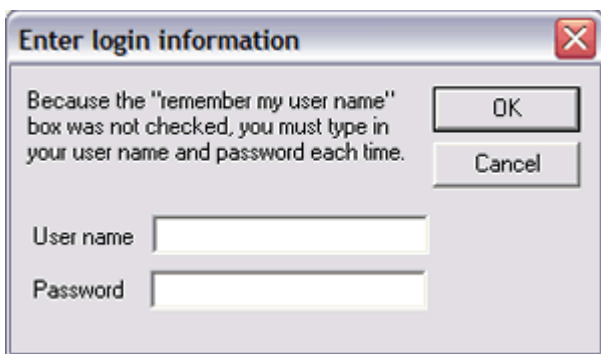 Enter login information
Because the "remember my user name"
box was not checked, you must type in
your user name and password each time.
OK
Cancel
User name
Password